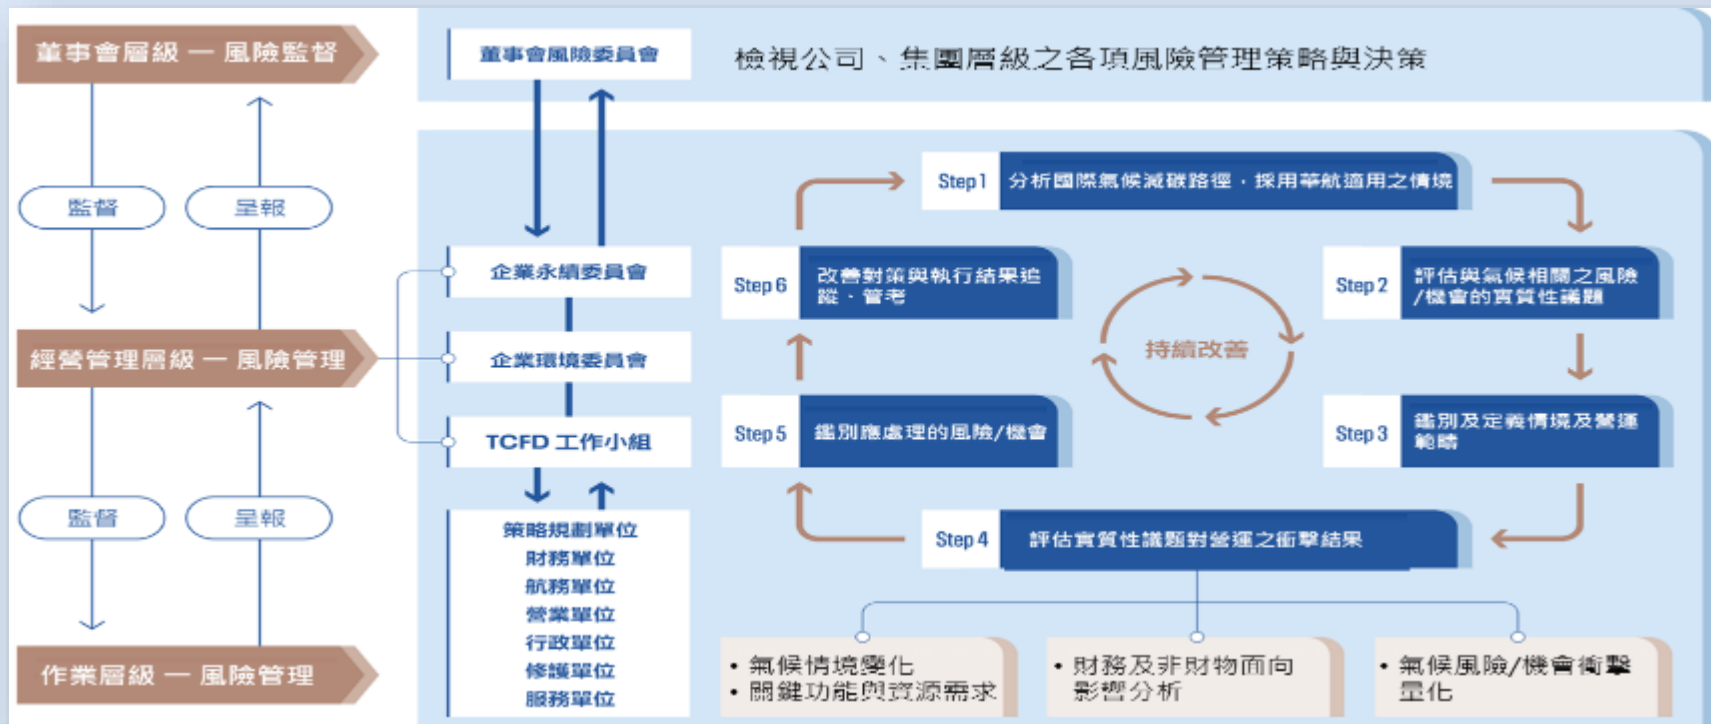 董事會層級 — 風險監督
監督
呈報
經營管理層級 — 風險管理
監督
呈報
作業層級 — 風險管理
董事會風險委員會
檢視公司、集團層級之各項風險管理策略與決策
企業永續委員會
企業環境委員會
TCFD 工作小組
策略規劃單位
財務單位
航務單位
營業單位
行政單位
修護單位
服務單位
Step 1
分析國際氣候減碳路徑，採用華航適用之情境
Step 2
評估與氣候相關之風險
/機會的實質性議題
Step 3
鑑別及定義情境及營運
範疇
Step 4
評估實質性議題對營運之衝擊結果
Step 5
鑑別應處理的風險/機會
Step 6
改善對策與執行結果追
蹤、管考
持續改善
• 氣候情境變化
• 關鍵功能與資源需求
• 財務及非財物面向
影響分析
• 氣候風險/機會衝擊
量化